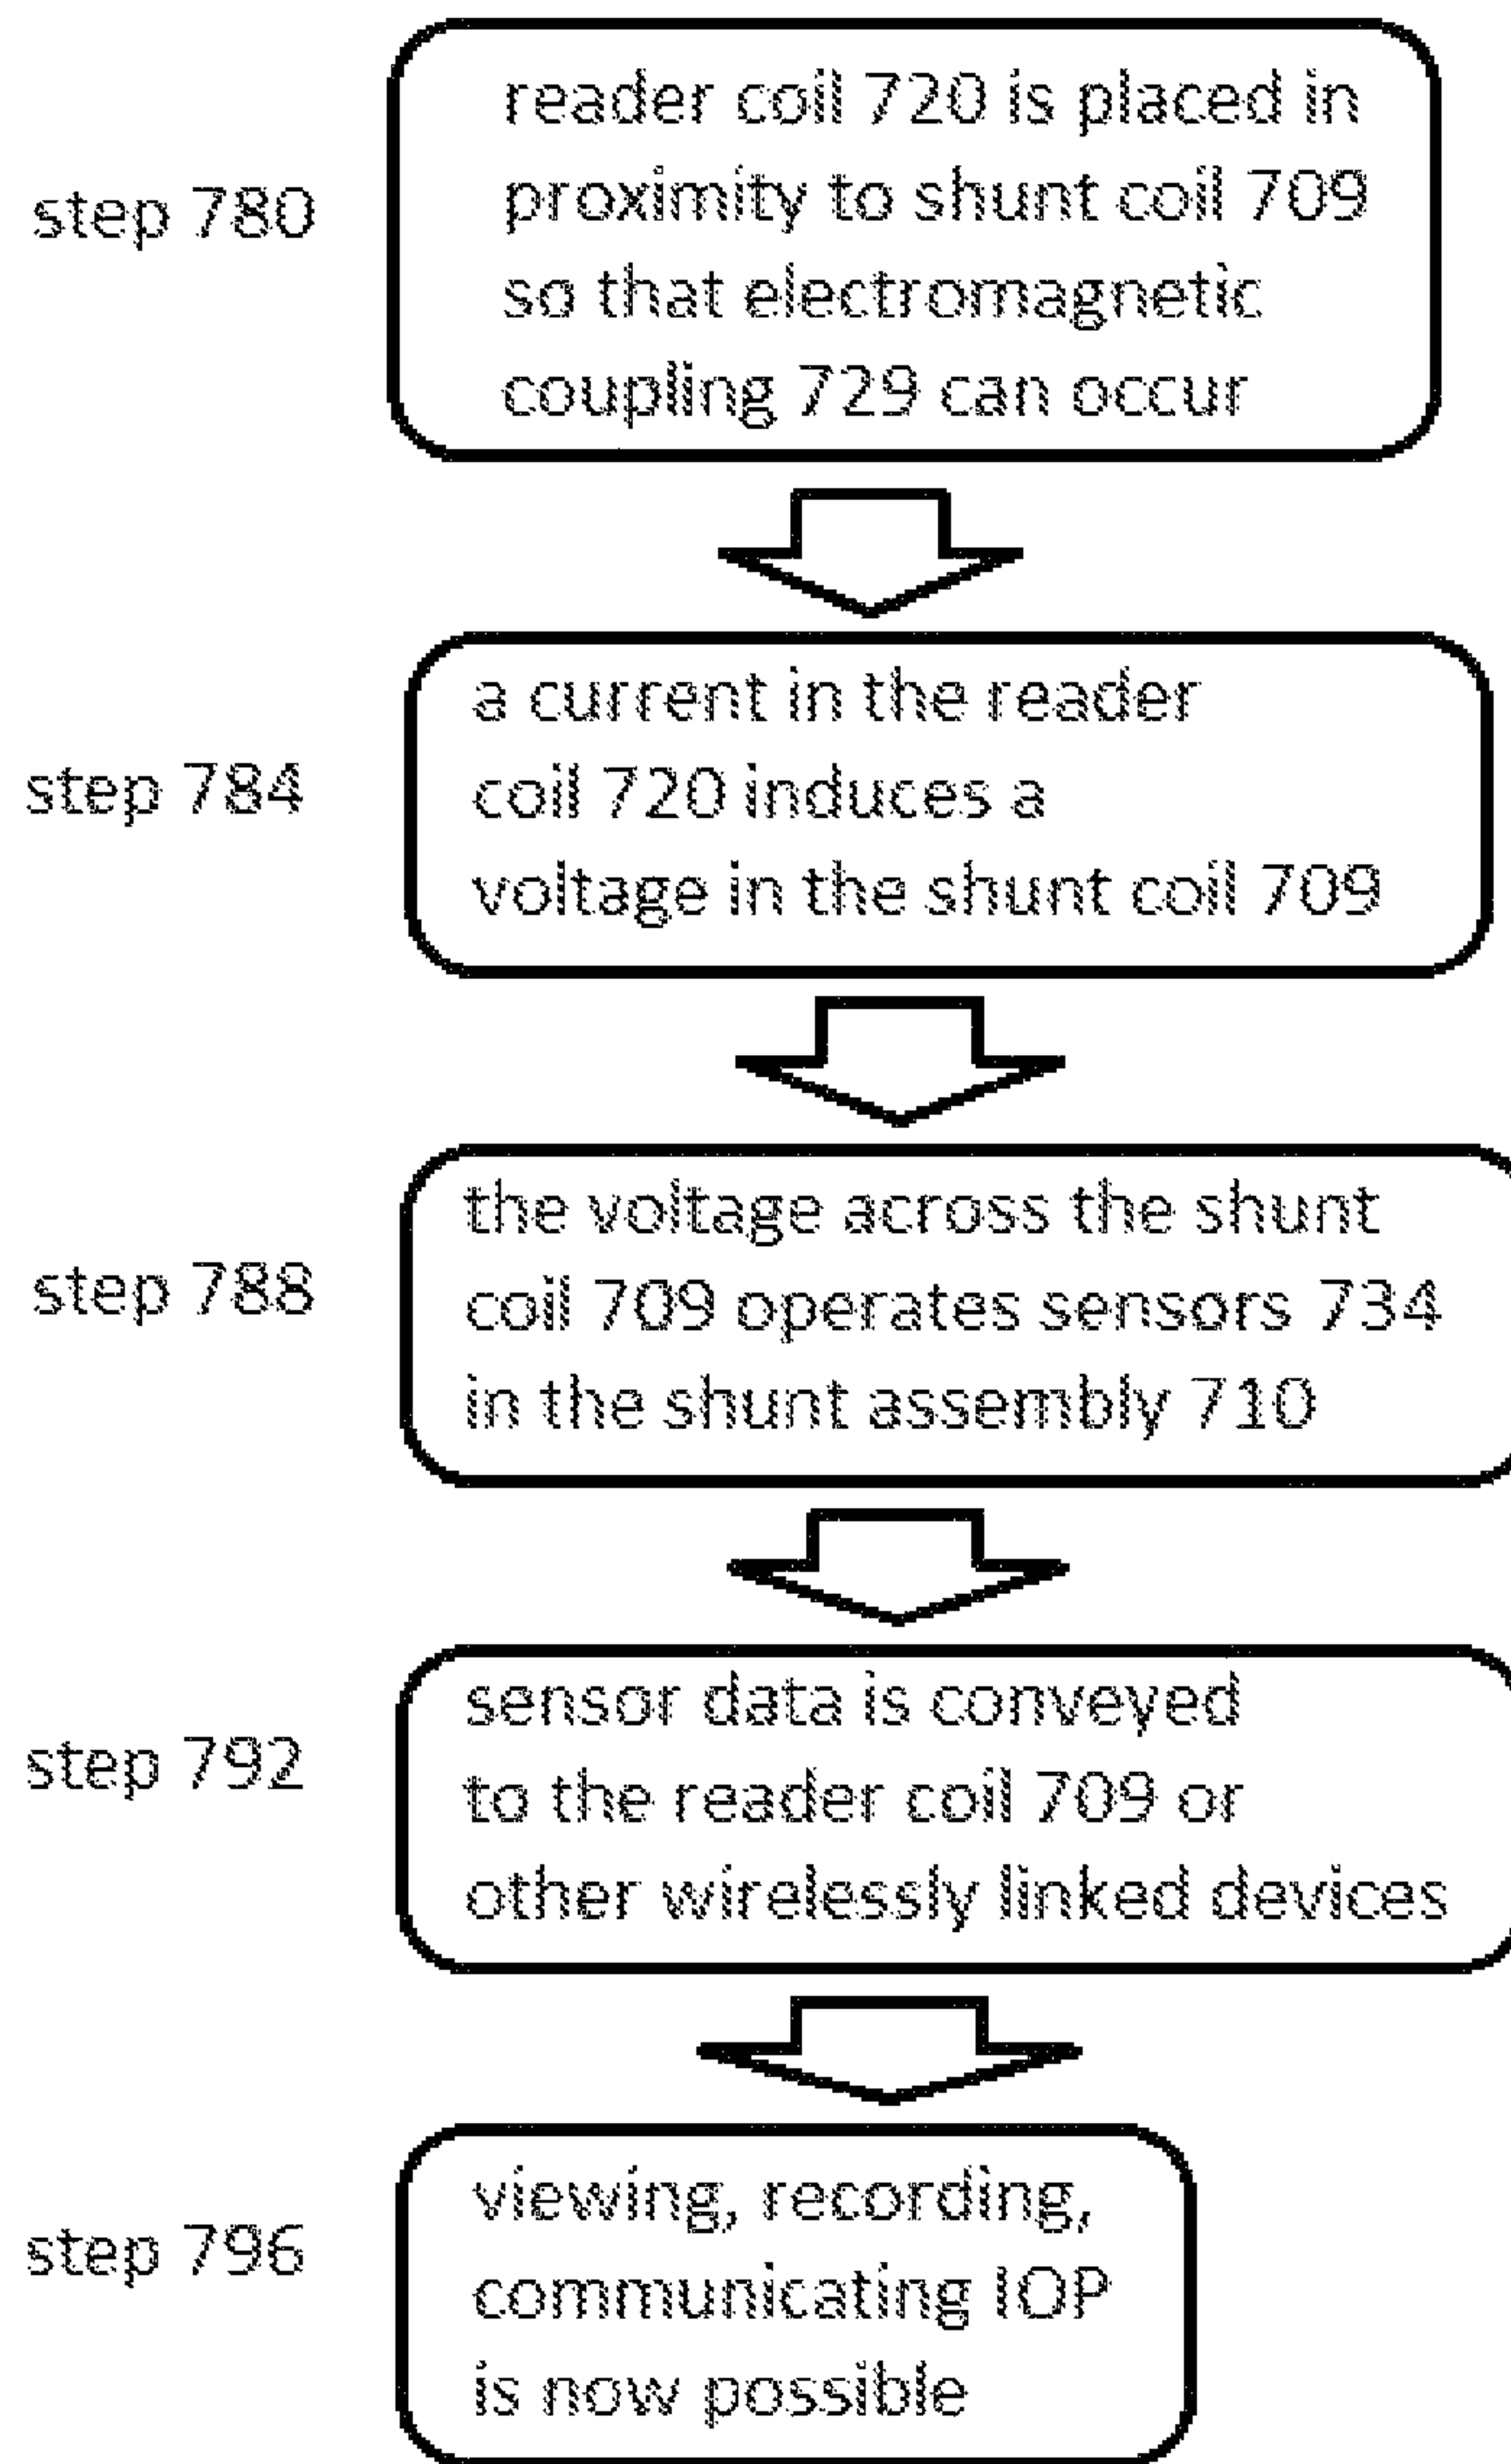 reader coil 720 is placed in
proximity to shunt coil 709
step 780
so that electromagnetic
coupling 729 can occur
a current in the reader
step 784
coil 720 induces a
voltage in the shunt coil 709
the voltage across the shunt
step 788
coil 709 operates sensors 734
in the shunt assembly 710
sensor data is conveyed
step 792
to the reader coil 709 or
other wirelessly linked devices
viewing, recording,
step 796
communicating IOP
is now possible